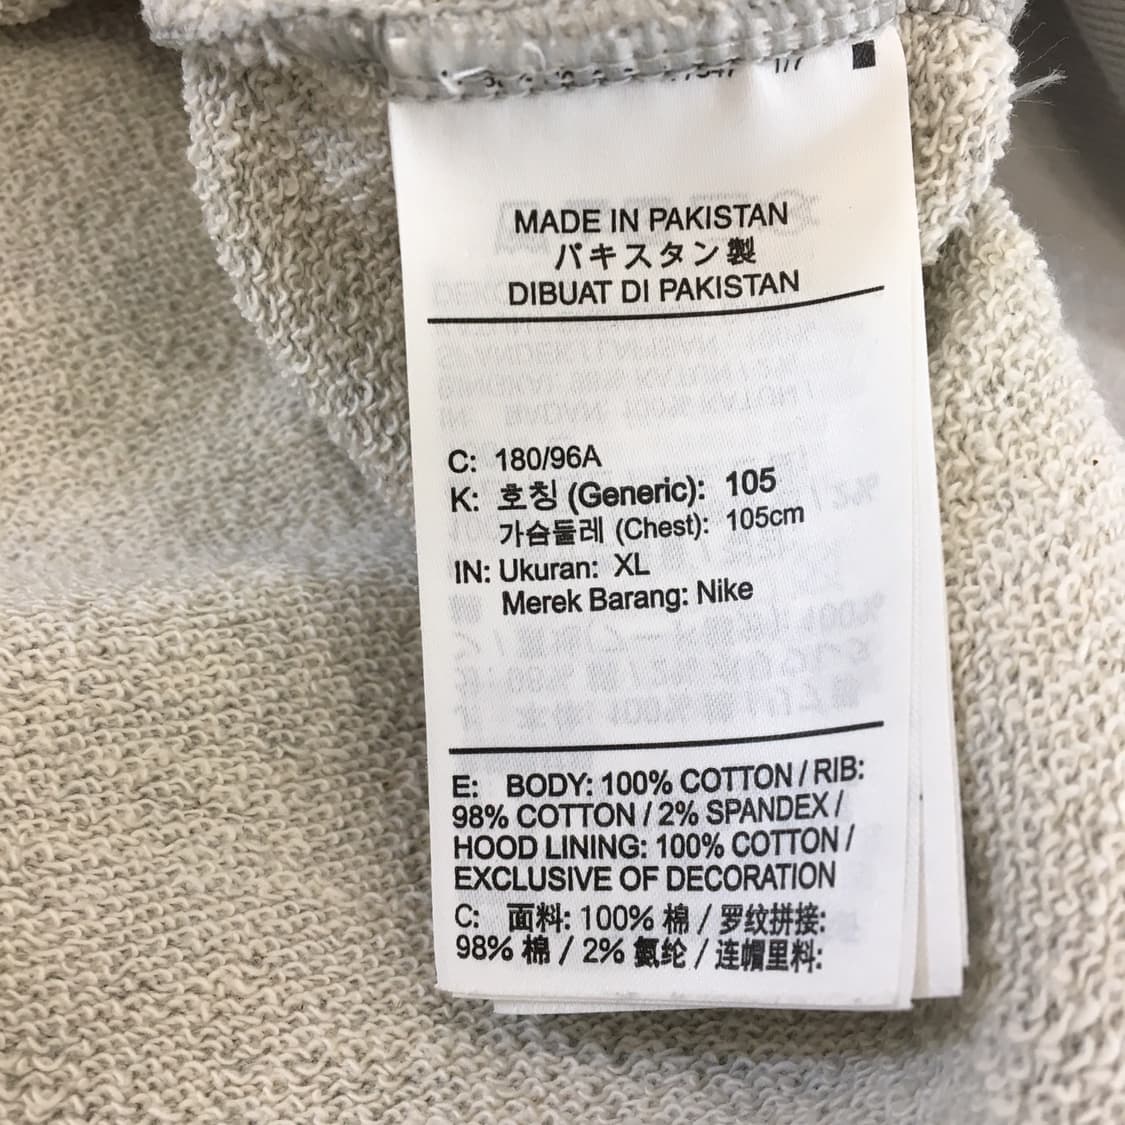 MADE IN PAKISTAN
パキスタン製
DIBUAT DI PAKISTAN
C: 180/96A
K: 호칭 (Generic): 105
가슴둘레 (Chest): 105cm
IN: Ukuran: XL
Merek Barang: Nike
E: BODY: 100% COTTON / RIB:
98% COTTON / 2% SPANDEX /
HOOD LINING: 100% COTTON /
EXCLUSIVE OF DECORATION
C: 面料: 100% 棉 / 罗纹拼接:
98% 棉 / 2% 氨纶 / 连帽里料: